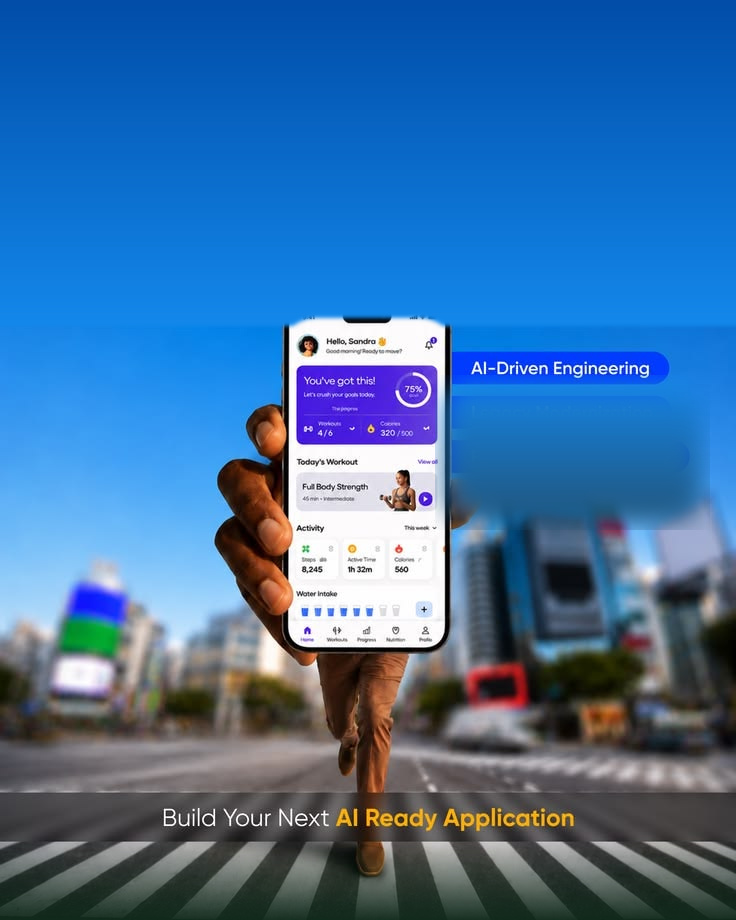 Hello, Sandra 👋
Good morning! Ready to move?
1
You've got this!
Let's crush your goals today.
75%
The progress
Workouts
4 / 6
Calories
320 / 500
Today's Workout
View all
Full Body Strength
45 min • Intermediate
Activity
This week
Steps
8,245
Active Time
1h 32m
Calories
560
Water Intake
+
Home
Workouts
Progress
Nutrition
Profile
AI-Driven Engineering
Build Your Next AI Ready Application